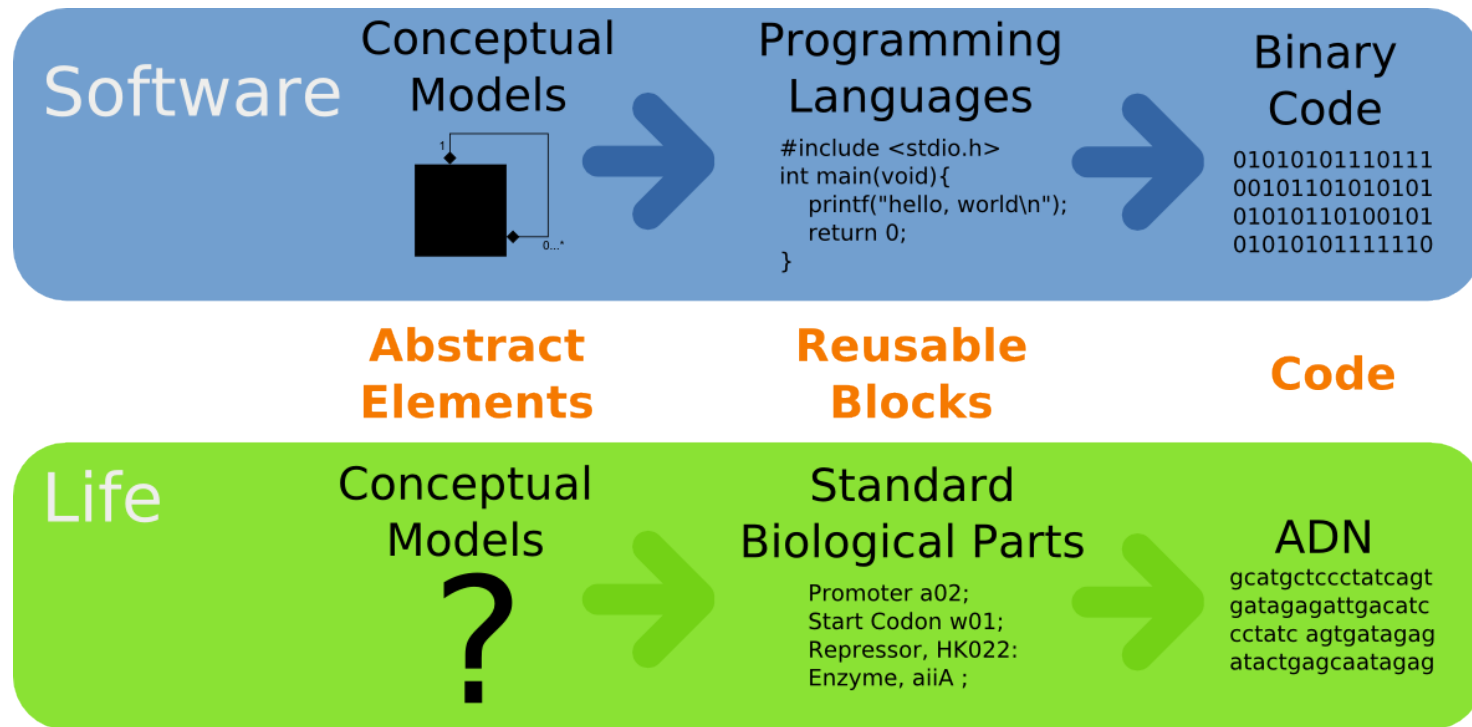 Software
Conceptual
Models
1
0...*
Programming
Languages
#include <stdio.h>
int main(void){
printf("hello, world\n");
return 0;
}
Binary
Code
01010101110111
00101101010101
01010110100101
01010101111110
Abstract
Elements
Reusable
Blocks
Code
Life
Conceptual
Models
?
Standard
Biological Parts
Promoter a02;
Start Codon w01;
Repressor, HK022:
Enzyme, aiiA ;
ADN
gcatgctccctatcagt
gatagagattgacatc
cctatc agtgatagag
atactgagcaatagag